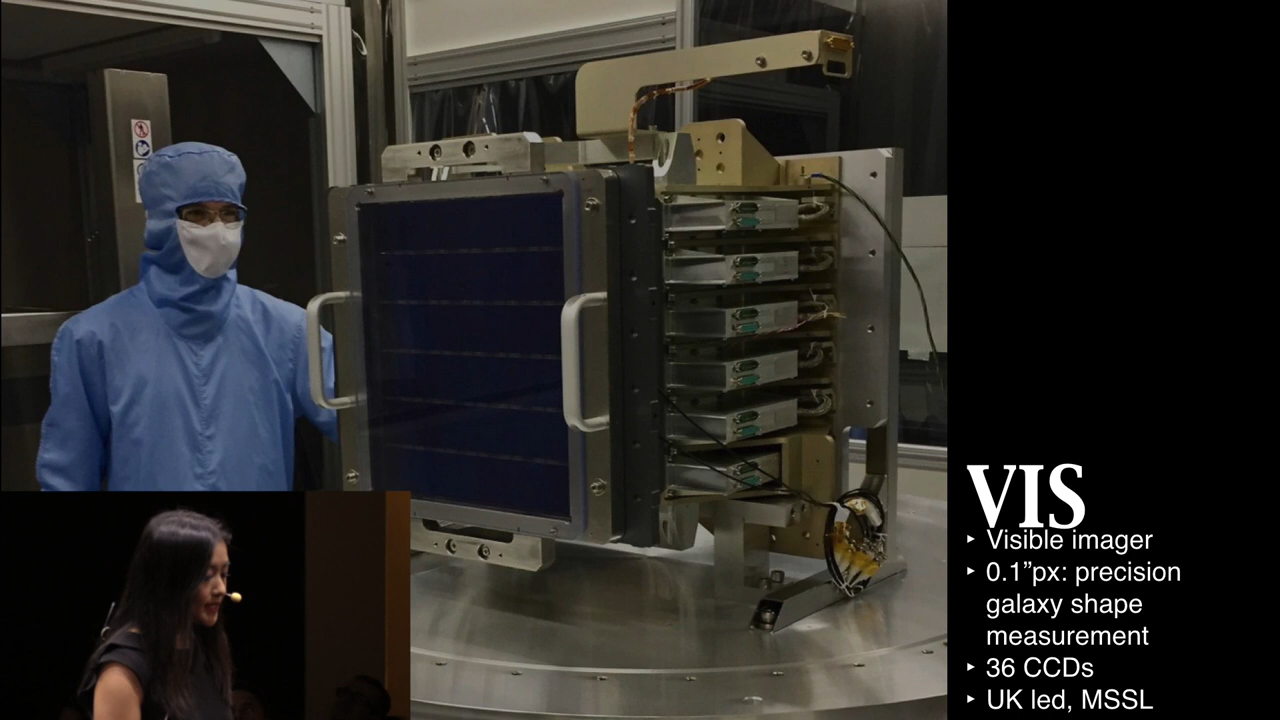 VIS
‣ Visible imager
‣ 0.1”px: precision
galaxy shape
measurement
‣ 36 CCDs
‣ UK led, MSSL